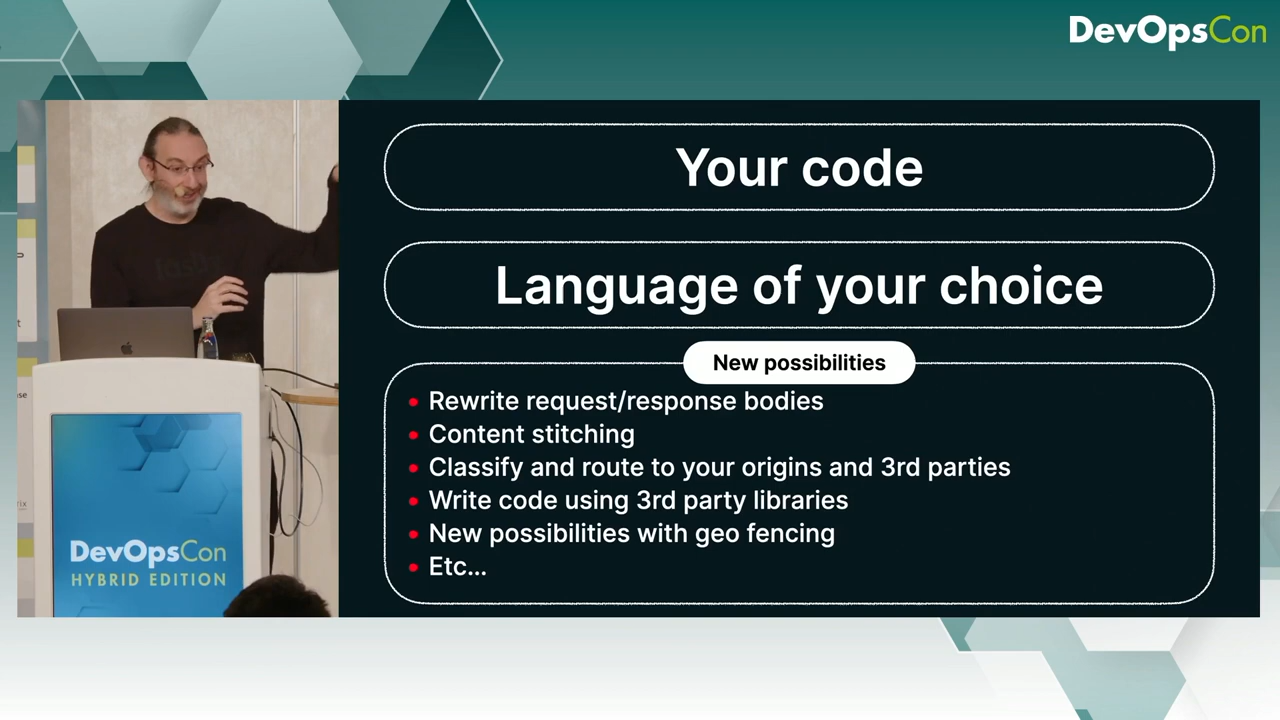 DevOpsCon
Your code
Language of your choice
New possibilities
Rewrite request/response bodies
Content stitching
Classify and route to your origins and 3rd parties
Write code using 3rd party libraries
New possibilities with geo fencing
Etc...
DevOpsCon
HYBRID EDITION